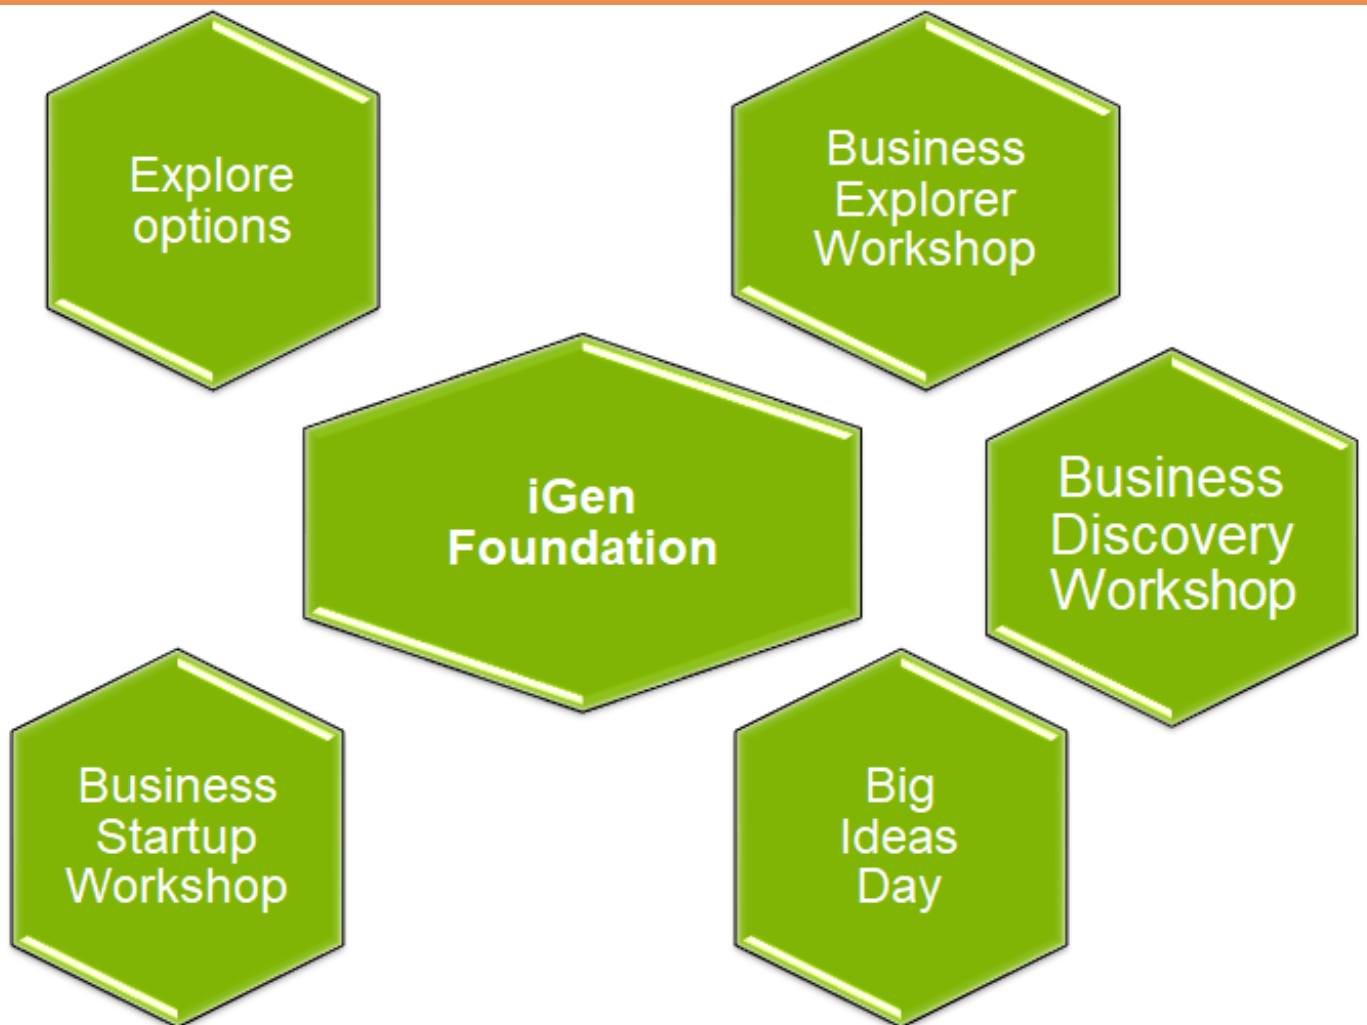 Explore
options
Business
Explorer
Workshop
iGen
Foundation
Business
Discovery
Workshop
Business
Startup
Workshop
Big
Ideas
Day